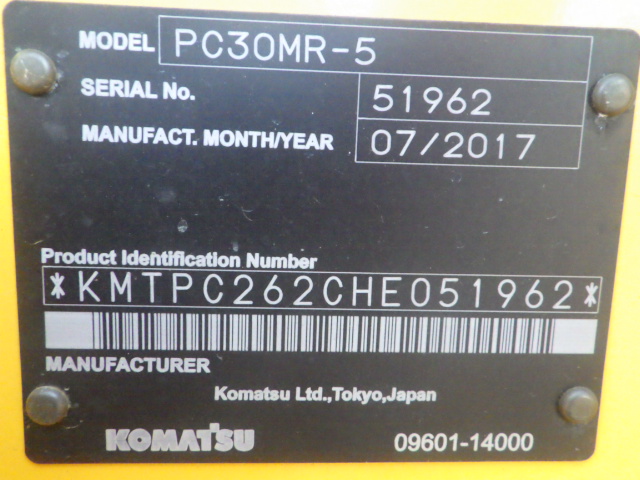 MODEL PC30MR-5
SERIAL No. 51962
MANUFACT. MONTH/YEAR 07/2017
Product Identification Number
*KMTPC262CHE051962*
MANUFACTURER
Komatsu Ltd.,Tokyo,Japan
KOMATSU 09601-14000